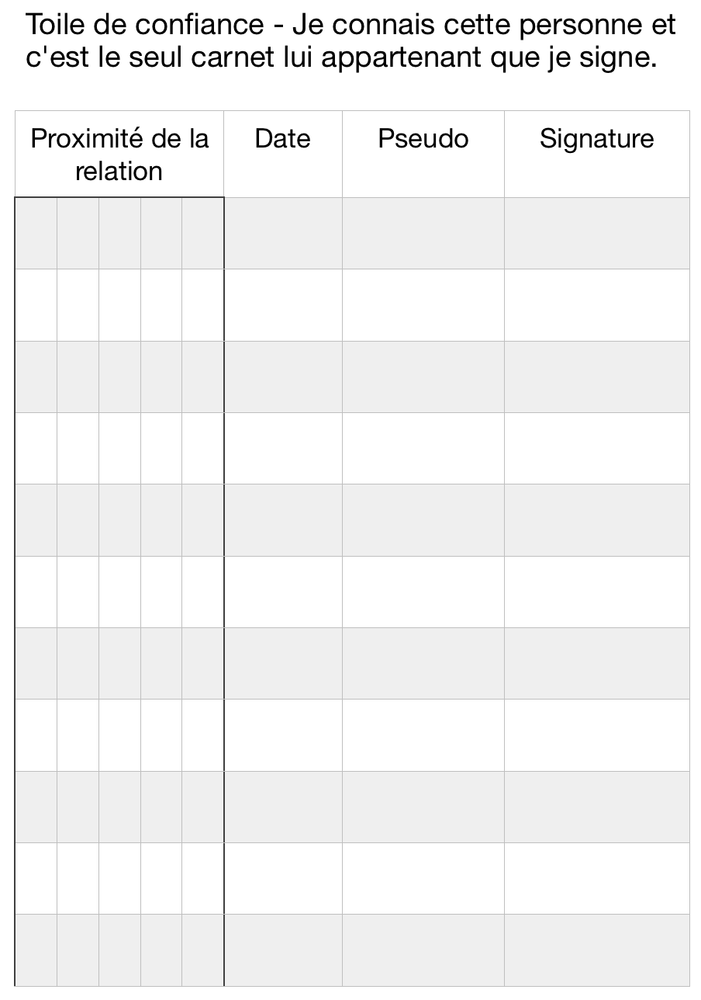 Toile de confiance - Je connais cette personne et
c'est le seul carnet lui appartenant que je signe.
Proximité de la
relation
Date
Pseudo
Signature